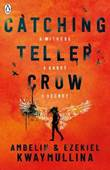 CATCHING
A WITNESS
TELLER
A GHOST
A SECRET
CROW
AMBELIN & EZEKIEL
KWAYMULLINA